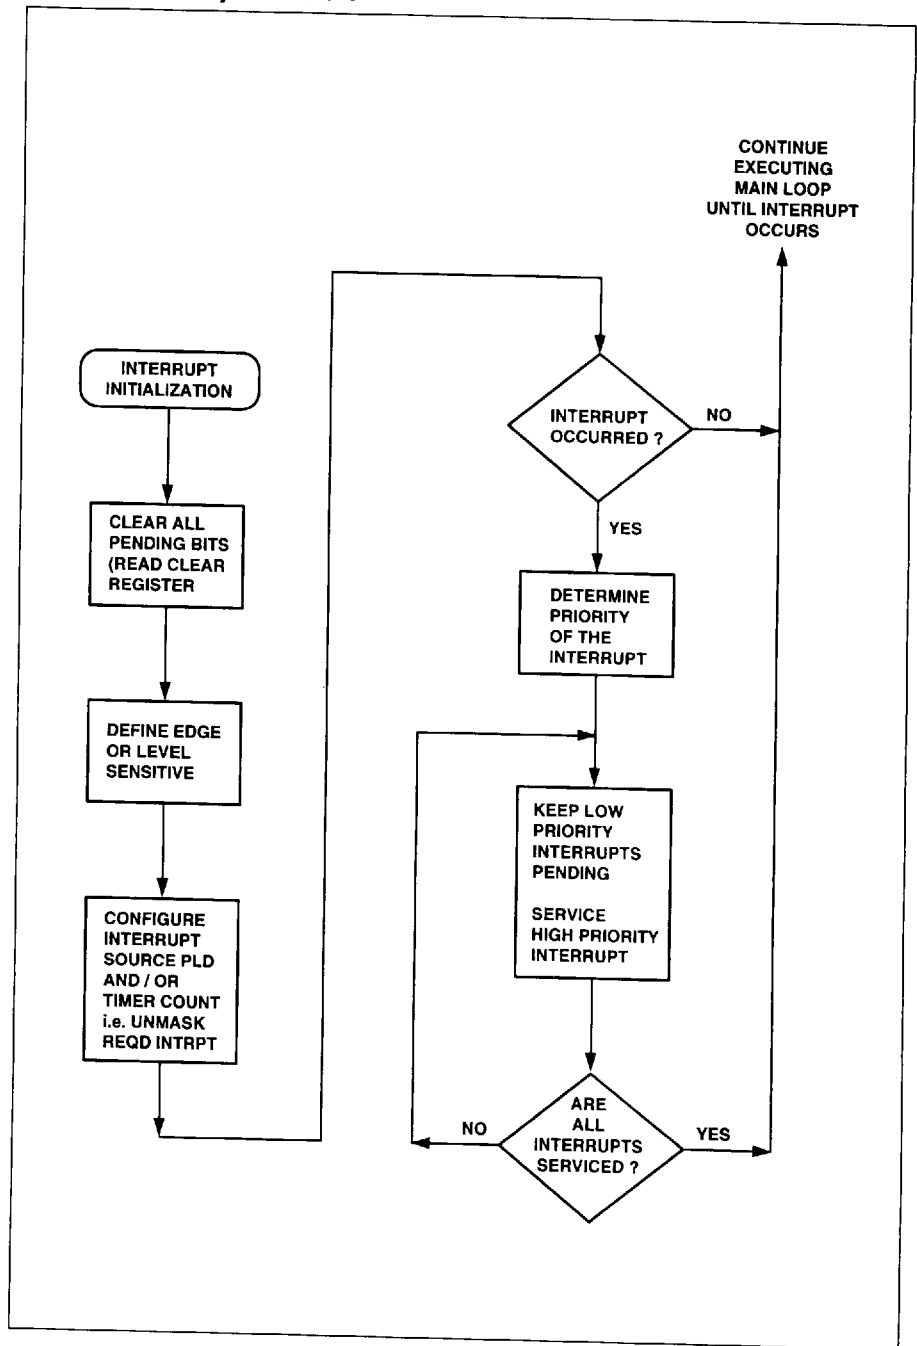 INTERRUPT
INITIALIZATION
CLEAR ALL
PENDING BITS
(READ CLEAR
REGISTER
DEFINE EDGE
OR LEVEL
SENSITIVE
CONFIGURE
INTERRUPT
SOURCE PLD
AND / OR
TIMER COUNT
i.e. UNMASK
REQD INTRPT
INTERRUPT
OCCURRED ?
NO
YES
DETERMINE
PRIORITY
OF THE
INTERRUPT
KEEP LOW
PRIORITY
INTERRUPTS
PENDING
SERVICE
HIGH PRIORITY
INTERRUPT
ARE
ALL
INTERRUPTS
SERVICED ?
NO
YES
CONTINUE
EXECUTING
MAIN LOOP
UNTIL INTERRUPT
OCCURS